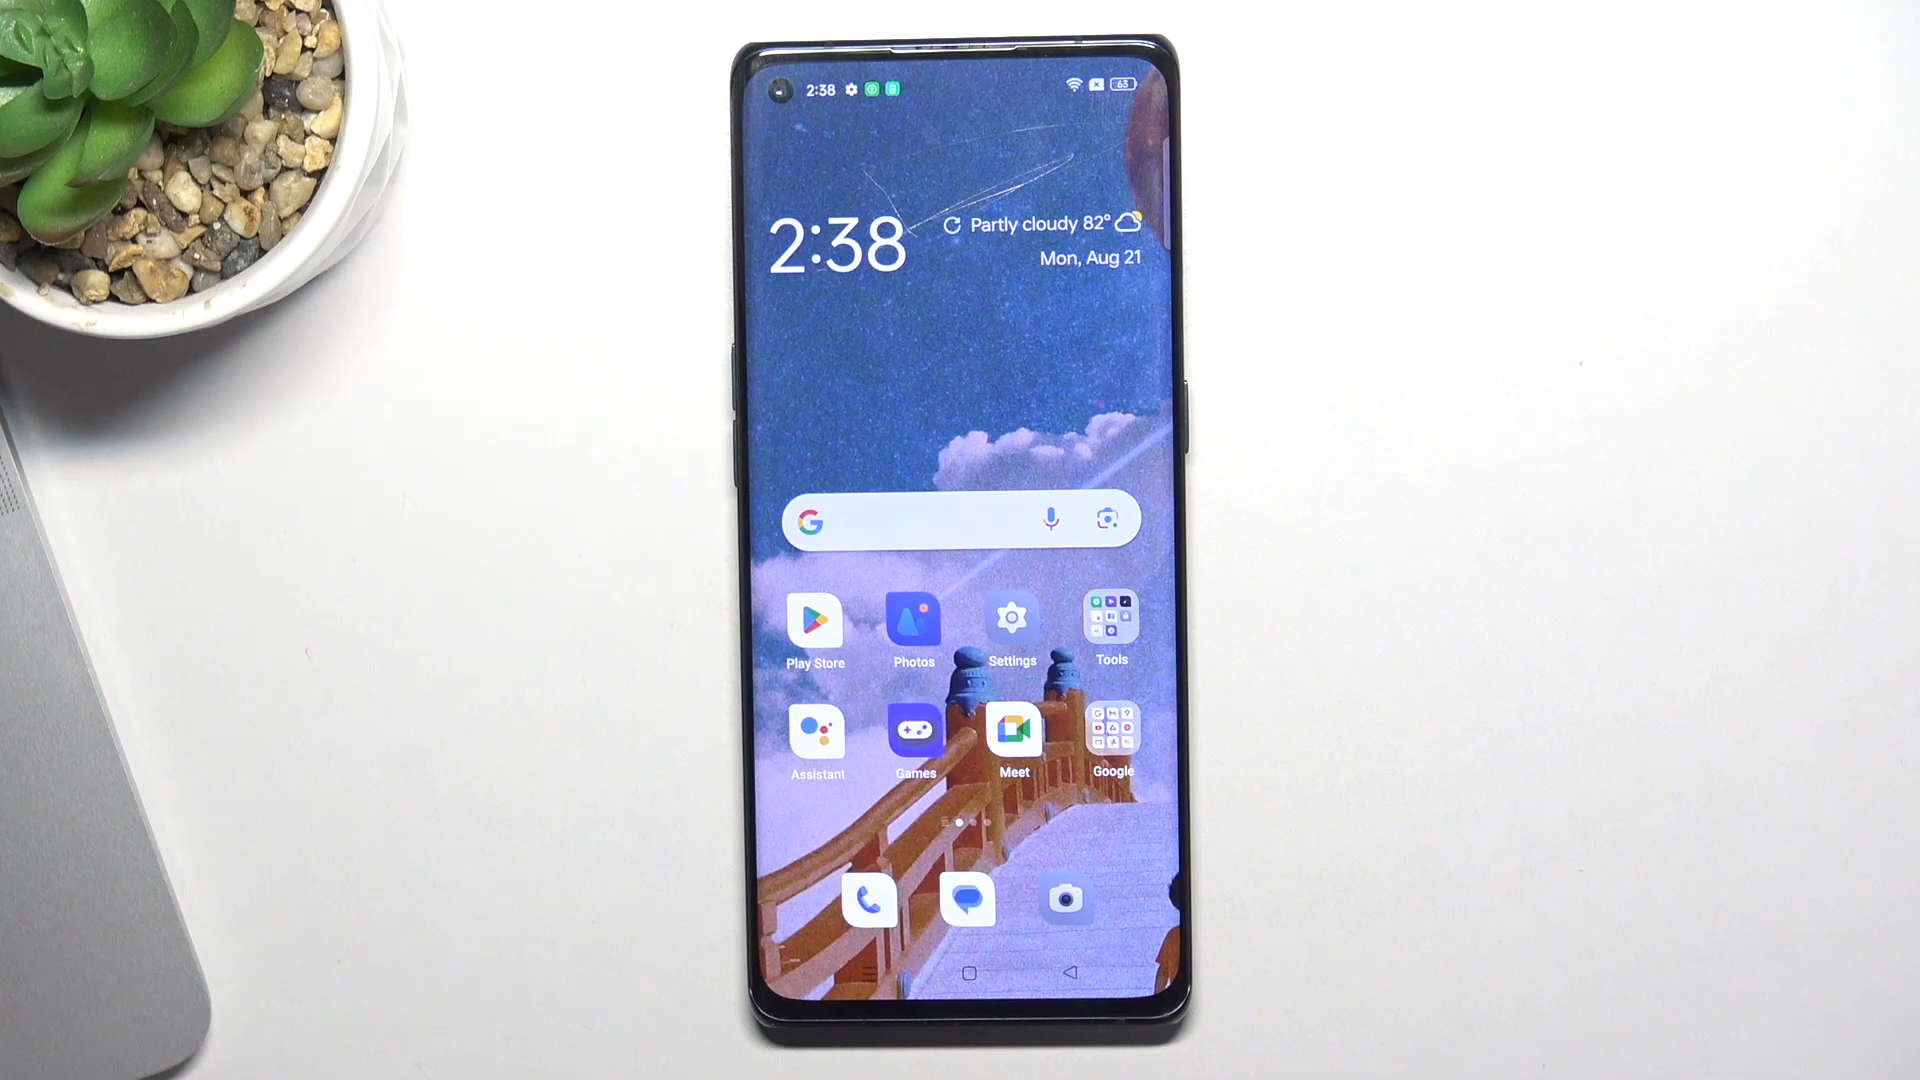 2:38
63
2:38
Partly cloudy 82°
Mon, Aug 21
G
Play Store
Photos
Settings
Tools
Assistant
Games
Meet
Google